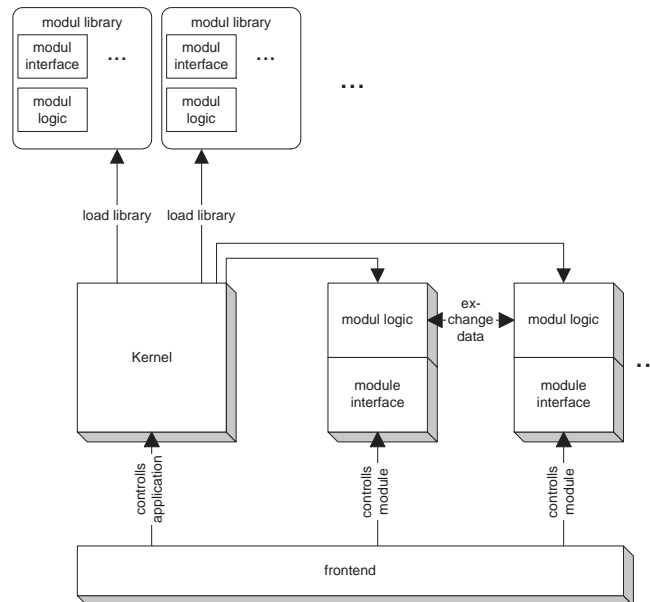 modul library
modul
interface
...
modul
logic
modul library
modul
interface
...
modul
logic
...
load library
load library
Kernel
modul logic
module
interface
ex-
change
data
modul logic
module
interface
..
controlls
application
controlls
module
controlls
module
frontend